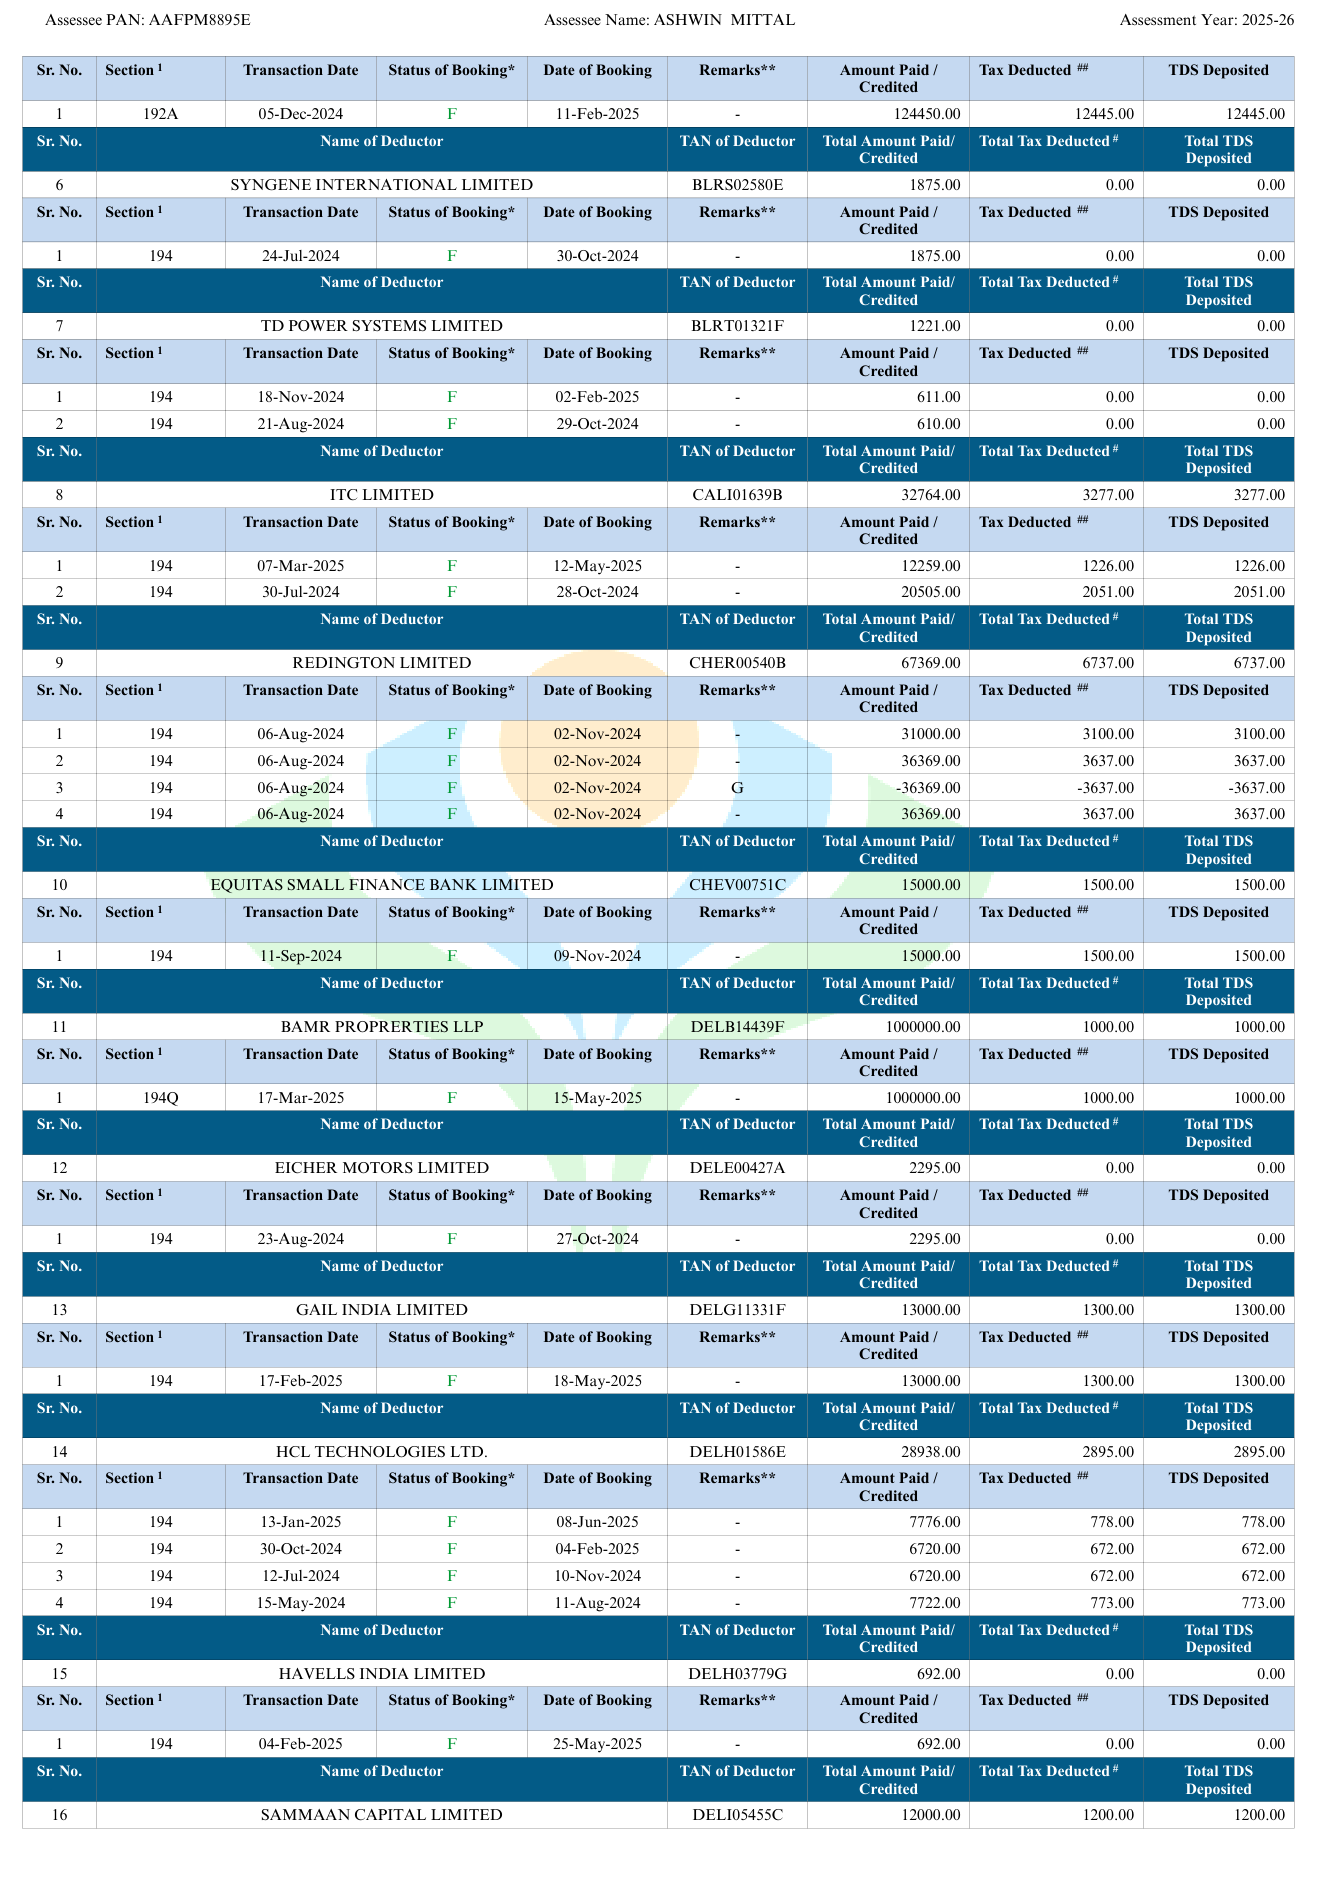 Assessee PAN: AAFPM8895E Assessee Name: ASHWIN MITTAL Assessment Year: 2025-26
Sr. No. Section 1 Transaction Date Status of Booking* Date of Booking Remarks** Amount Paid / Credited Tax Deducted ## TDS Deposited
1 192A 05-Dec-2024 F 11-Feb-2025 - 124450.00 12445.00 12445.00
Sr. No. Name of Deductor TAN of Deductor Total Amount Paid/ Credited Total Tax Deducted # Total TDS Deposited
6 SYNGENE INTERNATIONAL LIMITED BLRS02580E 1875.00 0.00 0.00
Sr. No. Section 1 Transaction Date Status of Booking* Date of Booking Remarks** Amount Paid / Credited Tax Deducted ## TDS Deposited
1 194 24-Jul-2024 F 30-Oct-2024 - 1875.00 0.00 0.00
Sr. No. Name of Deductor TAN of Deductor Total Amount Paid/ Credited Total Tax Deducted # Total TDS Deposited
7 TD POWER SYSTEMS LIMITED BLRT01321F 1221.00 0.00 0.00
Sr. No. Section 1 Transaction Date Status of Booking* Date of Booking Remarks** Amount Paid / Credited Tax Deducted ## TDS Deposited
1 194 18-Nov-2024 F 02-Feb-2025 - 611.00 0.00 0.00
2 194 21-Aug-2024 F 29-Oct-2024 - 610.00 0.00 0.00
Sr. No. Name of Deductor TAN of Deductor Total Amount Paid/ Credited Total Tax Deducted # Total TDS Deposited
8 ITC LIMITED CALI01639B 32764.00 3277.00 3277.00
Sr. No. Section 1 Transaction Date Status of Booking* Date of Booking Remarks** Amount Paid / Credited Tax Deducted ## TDS Deposited
1 194 07-Mar-2025 F 12-May-2025 - 12259.00 1226.00 1226.00
2 194 30-Jul-2024 F 28-Oct-2024 - 20505.00 2051.00 2051.00
Sr. No. Name of Deductor TAN of Deductor Total Amount Paid/ Credited Total Tax Deducted # Total TDS Deposited
9 REDINGTON LIMITED CHER00540B 67369.00 6737.00 6737.00
Sr. No. Section 1 Transaction Date Status of Booking* Date of Booking Remarks** Amount Paid / Credited Tax Deducted ## TDS Deposited
1 194 06-Aug-2024 F 02-Nov-2024 - 31000.00 3100.00 3100.00
2 194 06-Aug-2024 F 02-Nov-2024 - 36369.00 3637.00 3637.00
3 194 06-Aug-2024 F 02-Nov-2024 G -36369.00 -3637.00 -3637.00
4 194 06-Aug-2024 F 02-Nov-2024 - 36369.00 3637.00 3637.00
Sr. No. Name of Deductor TAN of Deductor Total Amount Paid/ Credited Total Tax Deducted # Total TDS Deposited
10 EQUITAS SMALL FINANCE BANK LIMITED CHEV00751C 15000.00 1500.00 1500.00
Sr. No. Section 1 Transaction Date Status of Booking* Date of Booking Remarks** Amount Paid / Credited Tax Deducted ## TDS Deposited
1 194 11-Sep-2024 F 09-Nov-2024 - 15000.00 1500.00 1500.00
Sr. No. Name of Deductor TAN of Deductor Total Amount Paid/ Credited Total Tax Deducted # Total TDS Deposited
11 BAMR PROPRERTIES LLP DELB14439F 1000000.00 1000.00 1000.00
Sr. No. Section 1 Transaction Date Status of Booking* Date of Booking Remarks** Amount Paid / Credited Tax Deducted ## TDS Deposited
1 194Q 17-Mar-2025 F 15-May-2025 - 1000000.00 1000.00 1000.00
Sr. No. Name of Deductor TAN of Deductor Total Amount Paid/ Credited Total Tax Deducted # Total TDS Deposited
12 EICHER MOTORS LIMITED DELE00427A 2295.00 0.00 0.00
Sr. No. Section 1 Transaction Date Status of Booking* Date of Booking Remarks** Amount Paid / Credited Tax Deducted ## TDS Deposited
1 194 23-Aug-2024 F 27-Oct-2024 - 2295.00 0.00 0.00
Sr. No. Name of Deductor TAN of Deductor Total Amount Paid/ Credited Total Tax Deducted # Total TDS Deposited
13 GAIL INDIA LIMITED DELG11331F 13000.00 1300.00 1300.00
Sr. No. Section 1 Transaction Date Status of Booking* Date of Booking Remarks** Amount Paid / Credited Tax Deducted ## TDS Deposited
1 194 17-Feb-2025 F 18-May-2025 - 13000.00 1300.00 1300.00
Sr. No. Name of Deductor TAN of Deductor Total Amount Paid/ Credited Total Tax Deducted # Total TDS Deposited
14 HCL TECHNOLOGIES LTD. DELH01586E 28938.00 2895.00 2895.00
Sr. No. Section 1 Transaction Date Status of Booking* Date of Booking Remarks** Amount Paid / Credited Tax Deducted ## TDS Deposited
1 194 13-Jan-2025 F 08-Jun-2025 - 7776.00 778.00 778.00
2 194 30-Oct-2024 F 04-Feb-2025 - 6720.00 672.00 672.00
3 194 12-Jul-2024 F 10-Nov-2024 - 6720.00 672.00 672.00
4 194 15-May-2024 F 11-Aug-2024 - 7722.00 773.00 773.00
Sr. No. Name of Deductor TAN of Deductor Total Amount Paid/ Credited Total Tax Deducted # Total TDS Deposited
15 HAVELLS INDIA LIMITED DELH03779G 692.00 0.00 0.00
Sr. No. Section 1 Transaction Date Status of Booking* Date of Booking Remarks** Amount Paid / Credited Tax Deducted ## TDS Deposited
1 194 04-Feb-2025 F 25-May-2025 - 692.00 0.00 0.00
Sr. No. Name of Deductor TAN of Deductor Total Amount Paid/ Credited Total Tax Deducted # Total TDS Deposited
16 SAMMAAN CAPITAL LIMITED DELI05455C 12000.00 1200.00 1200.00